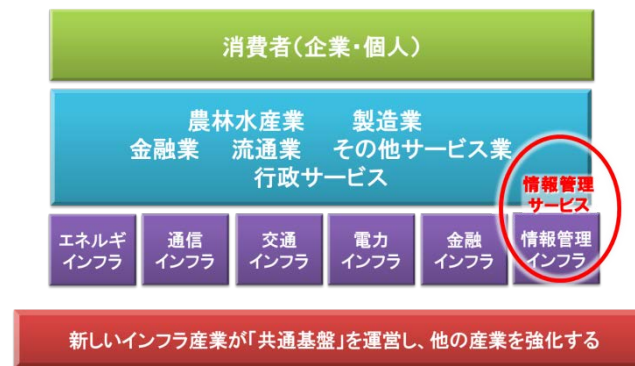 消費者(企業・個人)
農林水産業 製造業
金融業 流通業 その他サービス業
行政サービス
情報管理
サービス
エネルギ
インフラ
通信
インフラ
交通
インフラ
電力
インフラ
金融
インフラ
情報管理
インフラ
新しいインフラ産業が「共通基盤」を運営し、他の産業を強化する